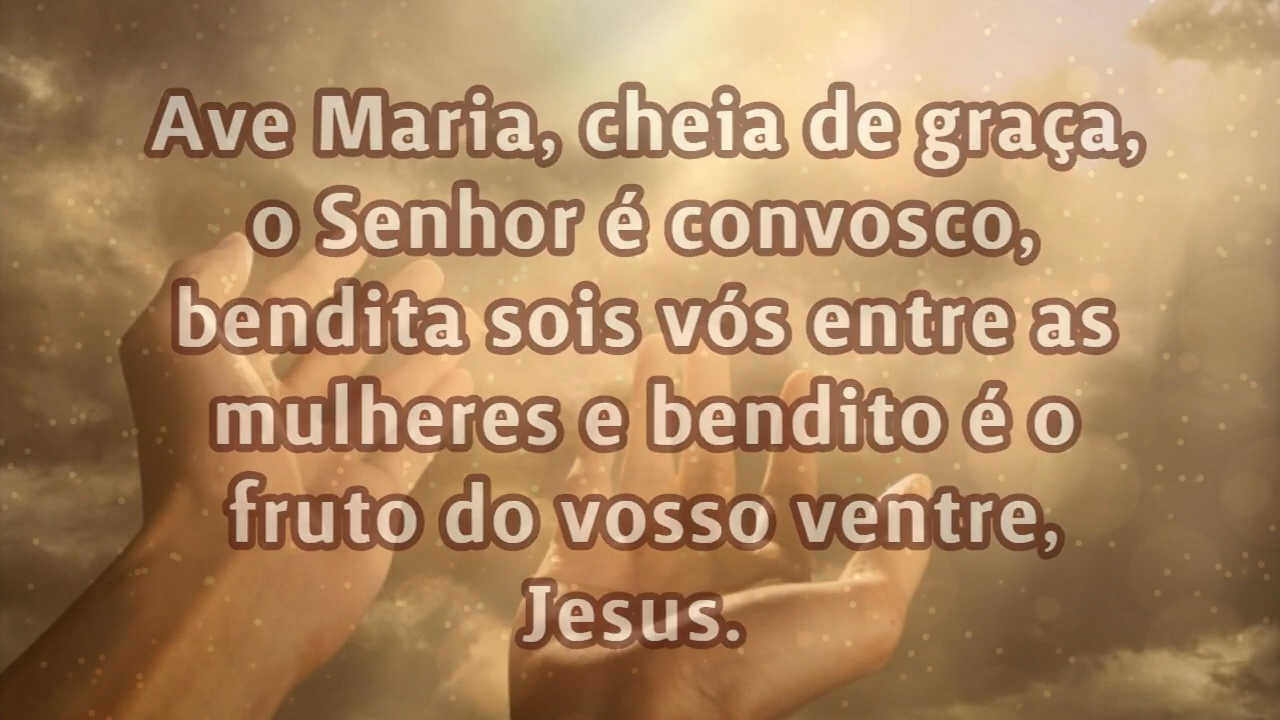 Ave Maria, cheia de graça,
o Senhor é convosco,
bendita sois vós entre as
mulheres e bendito é o
fruto do vosso ventre,
Jesus.